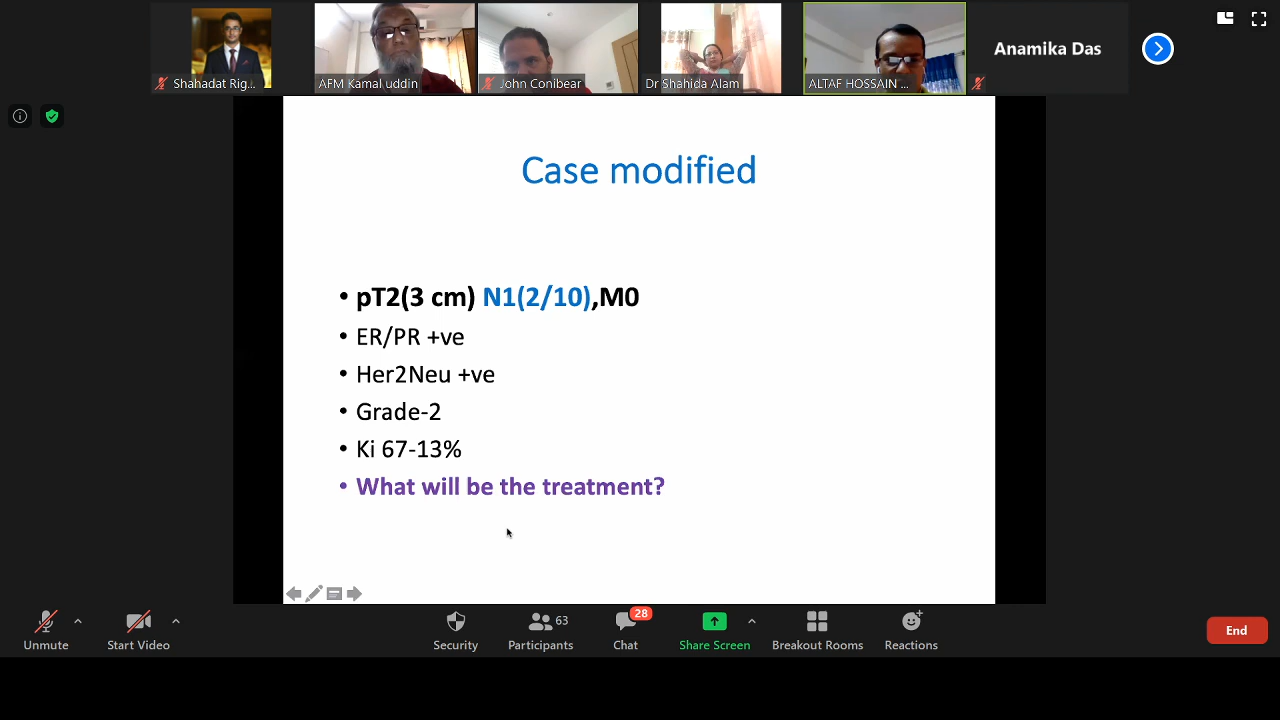 Shahadat Rig...
AFM Kamal uddin
John Conibear
Dr Shahida Alam
ALTAF HOSSAIN ...
Anamika Das
Case modified
• pT2(3 cm) N1(2/10),M0
• ER/PR +ve
• Her2Neu +ve
• Grade-2
• Ki 67-13%
• What will be the treatment?
Unmute
Start Video
Security
63
Participants
28
Chat
Share Screen
Breakout Rooms
Reactions
End